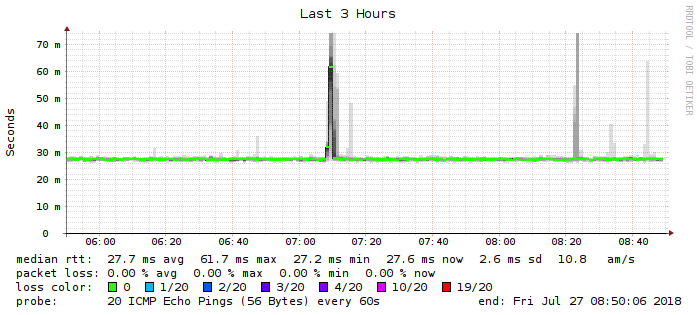 Last 3 Hours
RRDTOOL / TOBI OETIKER
Seconds
70 m
60 m
50 m
40 m
30 m
20 m
10 m
0
06:00 06:20 06:40 07:00 07:20 07:40 08:00 08:20 08:40
median rtt: 27.7 ms avg 61.7 ms max 27.2 ms min 27.6 ms now 2.6 ms sd 10.8 am/s
packet loss: 0.00 % avg 0.00 % max 0.00 % min 0.00 % now
loss color: 0 1/20 2/20 3/20 4/20 10/20 19/20
probe: 20 ICMP Echo Pings (56 Bytes) every 60s end: Fri Jul 27 08:50:06 2018